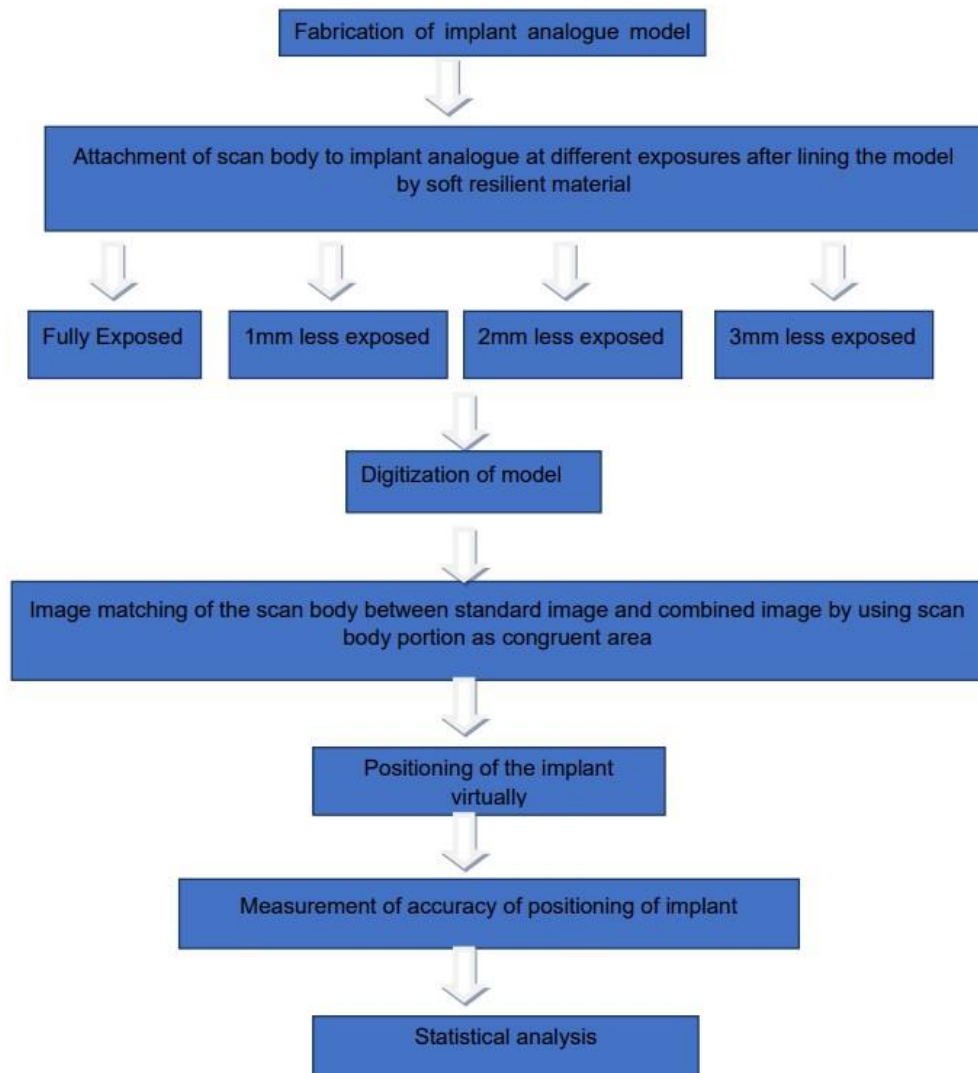 Fabrication of implant analogue model
Attachment of scan body to implant analogue at different exposures after lining the model
by soft resilient material
Fully Exposed
1mm less exposed
2mm less exposed
3mm less exposed
Digitization of model
Image matching of the scan body between standard image and combined image by using scan
body portion as congruent area
Positioning of the implant
virtually
Measurement of accuracy of positioning of implant
Statistical analysis